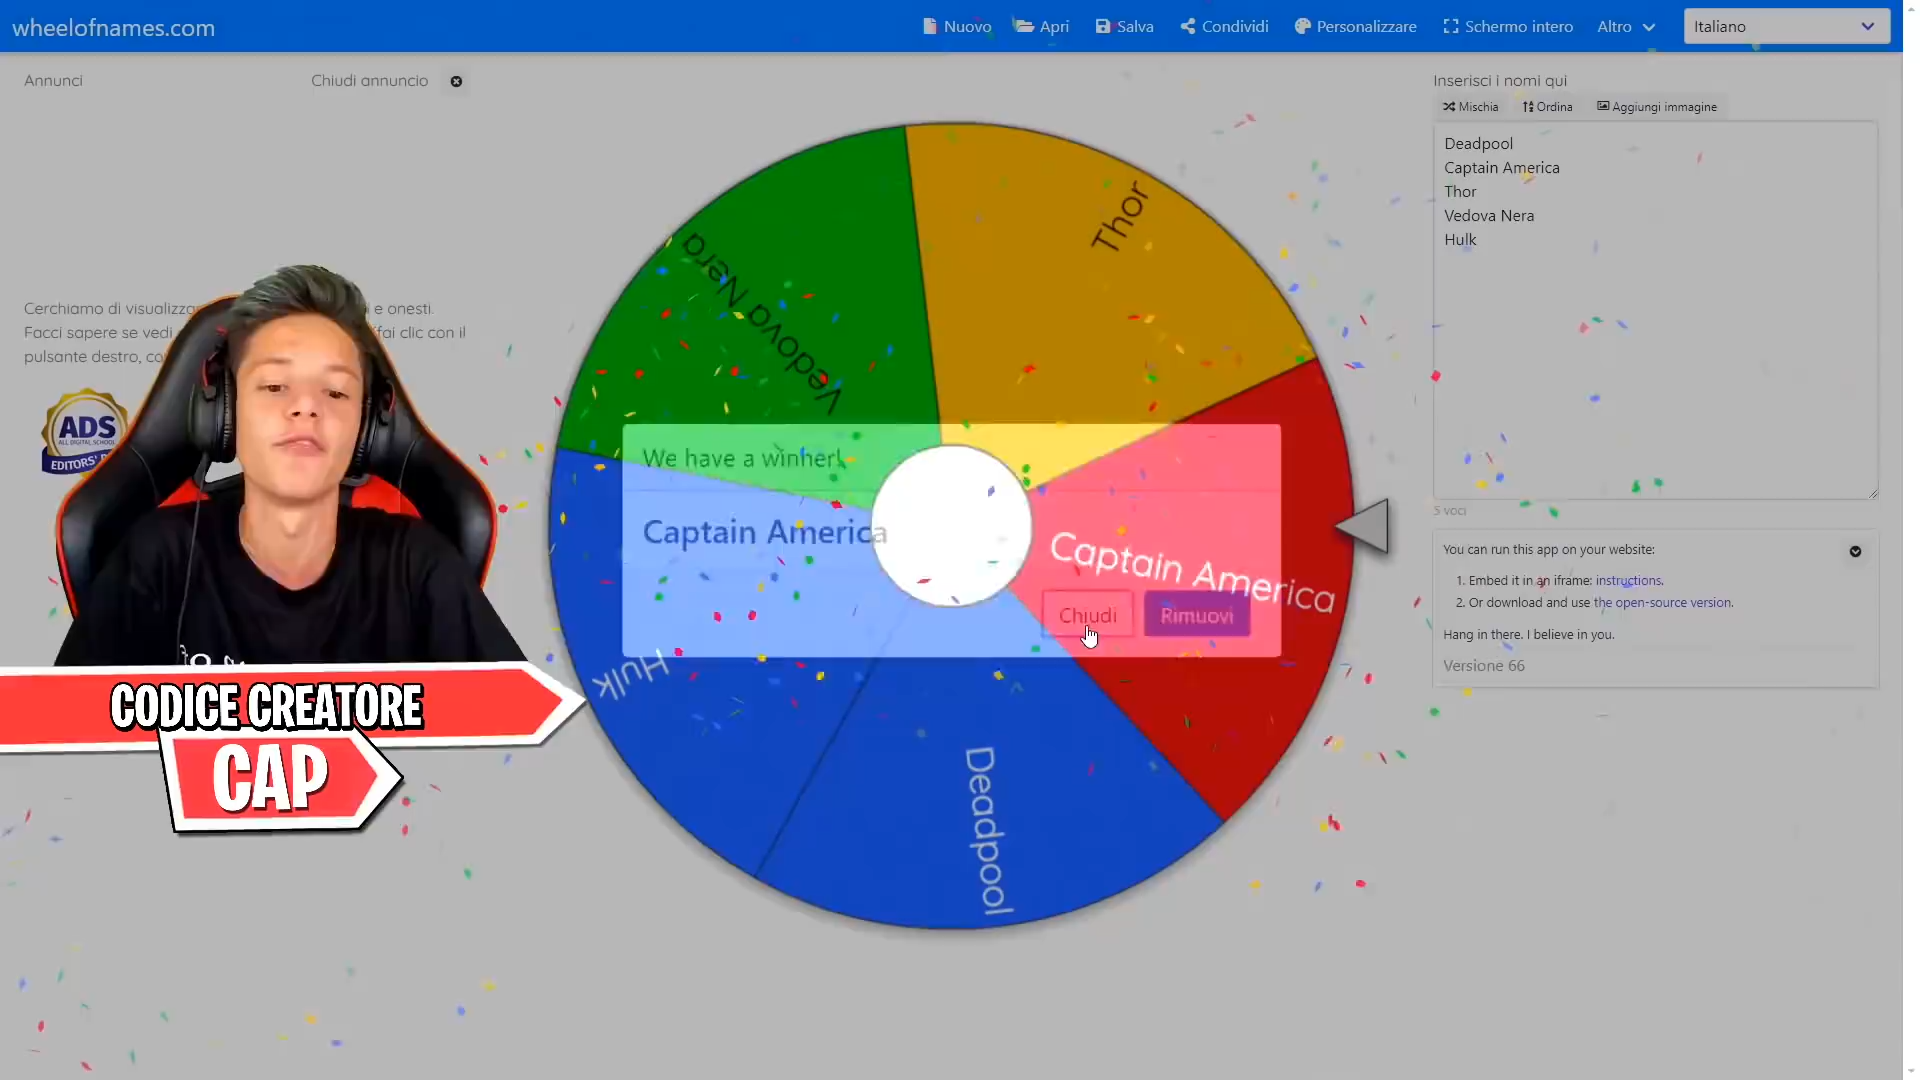 wheelofnames.com
Nuovo
Apri
Salva
Condividi
Personalizzare
Schermo intero
Altro
Italiano
Annunci
Chiudi annuncio
Inserisci i nomi qui
Mischia
Ordina
Aggiungi immagine
Deadpool
Captain America
Thor
Vedova Nera
Hulk
5 voci
You can run this app on your website:
1. Embed it in an iframe: instructions.
2. Or download and use the open-source version.
Hang in there. I believe in you.
Versione 66
Cerchiamo di visualizza
e onesti.
Facci sapere se vedi
fai clic con il
pulsante destro, co
ADS
ALL DIGITAL SCHOOL
EDITORS'
Thor
Vedova Nera
We have a winner!
Captain America
Captain America
Chiudi
Rimuovi
Hulk
Deadpool
CODICE CREATORE
CAP